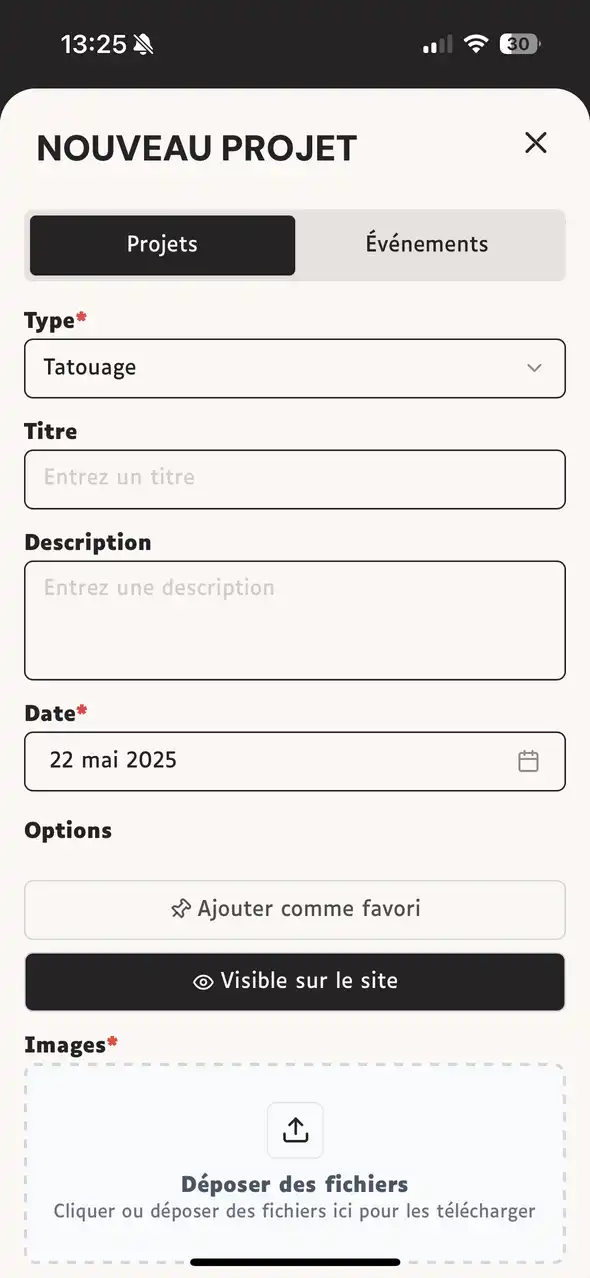 13:25
30
NOUVEAU PROJET
Projets
Événements
Type*
Tatouage
Titre
Entrez un titre
Description
Entrez une description
Date*
22 mai 2025
Options
Ajouter comme favori
Visible sur le site
Images*
Déposer des fichiers
Cliquer ou déposer des fichiers ici pour les télécharger